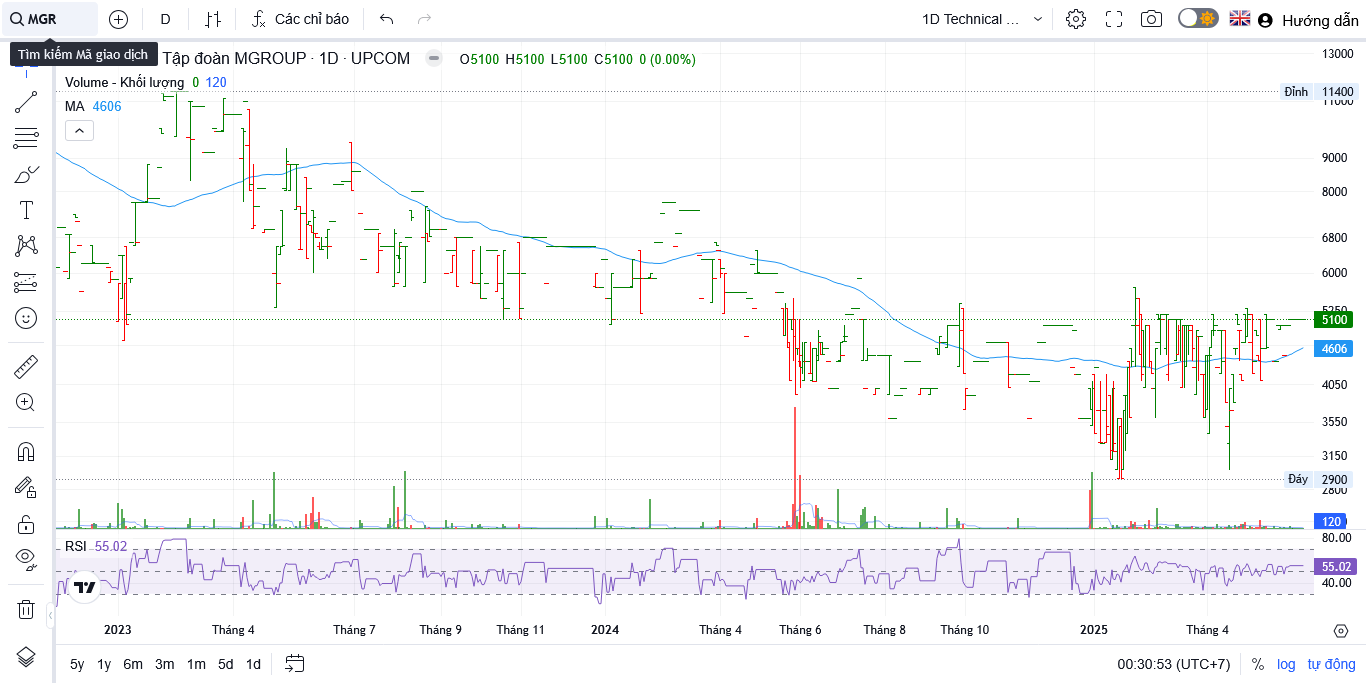 MGR
D
Các chỉ báo
1D Technical ...
Hướng dẫn
Tìm kiếm Mã giao dịch
Tập đoàn MGROUP · 1D · UPCOM
O5100 H5100 L5100 C5100 0 (0.00%)
Volume - Khối lượng 0 120
MA 4606
13000
Đỉnh 11400
11000
9000
8000
6800
6000
5250
5100
4606
4050
3550
3150
Đáy 2900
2800
120
RSI 55.02
80.00
55.02
40.00
2023
Tháng 4
Tháng 7
Tháng 9
Tháng 11
2024
Tháng 4
Tháng 6
Tháng 8
Tháng 10
2025
Tháng 4
5y 1y 6m 3m 1m 5d 1d
00:30:53 (UTC+7)
%
log
tự động